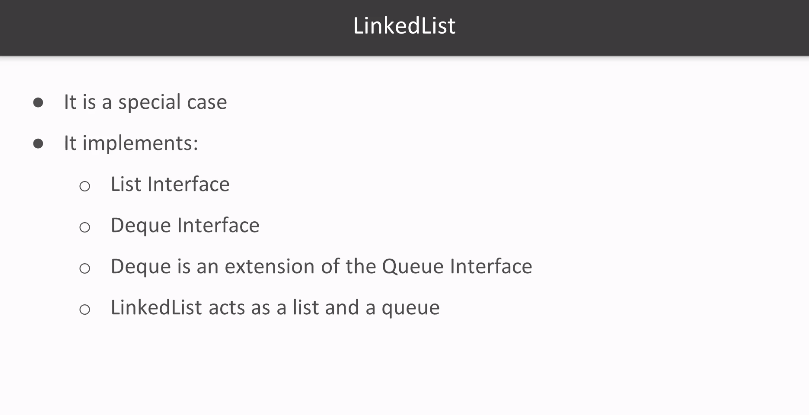 LinkedList
● It is a special case
● It implements:
○ List Interface
○ Deque Interface
○ Deque is an extension of the Queue Interface
○ LinkedList acts as a list and a queue